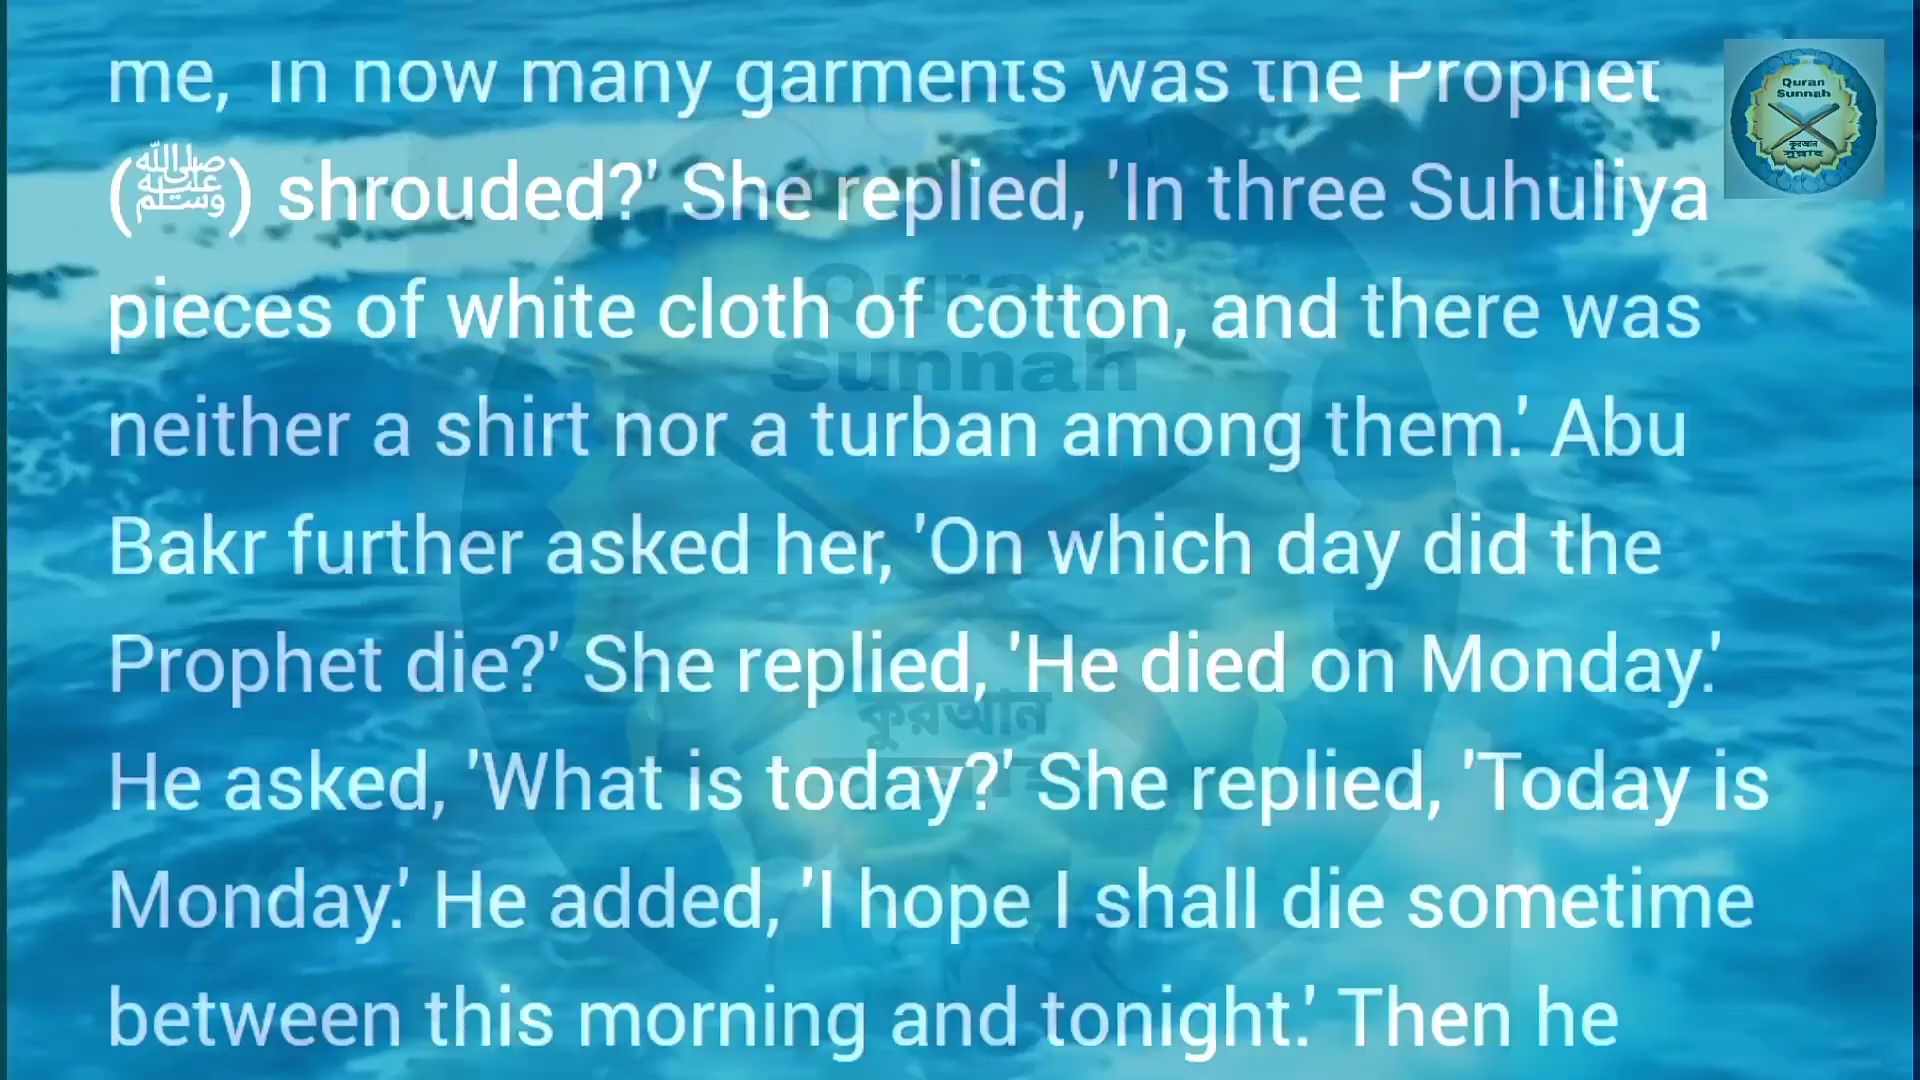 me, 'In how many garments was the Prophet
(ﷺ) shrouded?' She replied, 'In three Suhuliya
pieces of white cloth of cotton, and there was
neither a shirt nor a turban among them.' Abu
Bakr further asked her, 'On which day did the
Prophet die?' She replied, 'He died on Monday.'
He asked, 'What is today?' She replied, 'Today is
Monday.' He added, 'I hope I shall die sometime
between this morning and tonight.' Then he
Quran
Sunnah
কুরআন
সুন্নাহ
Quran
Sunnah
কুরআন